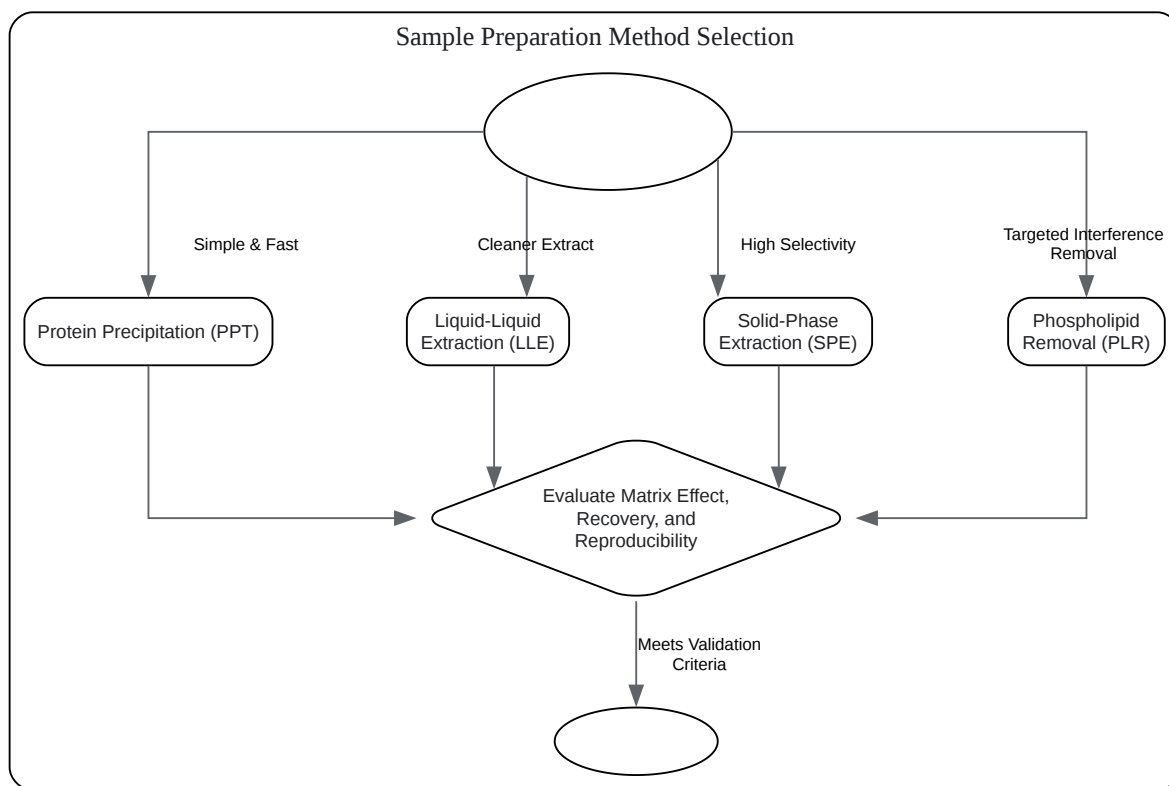 Sample Preparation Method Selection
Simple & Fast
Cleaner Extract
High Selectivity
Targeted Interference
Removal
Protein Precipitation (PPT)
Liquid-Liquid
Extraction (LLE)
Solid-Phase
Extraction (SPE)
Phospholipid
Removal (PLR)
Evaluate Matrix Effect,
Recovery, and
Reproducibility
Meets Validation
Criteria